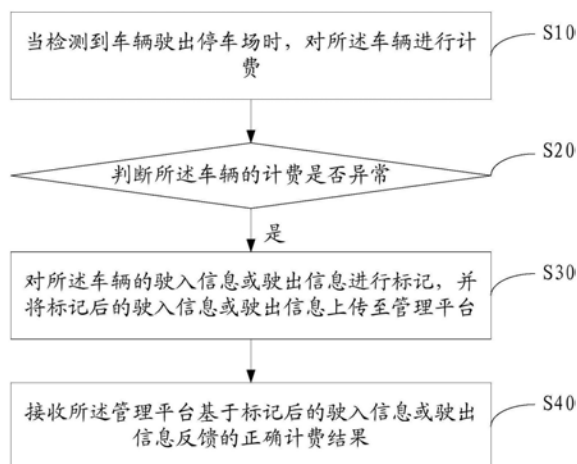 当检测到车辆驶出停车场时，对所述车辆进行计
费
S10
判断所述车辆的计费是否异常
S20
是
对所述车辆的驶入信息或驶出信息进行标记，并
将标记后的驶入信息或驶出信息上传至管理平台
S30
接收所述管理平台基于标记后的驶入信息或驶出
信息反馈的正确计费结果
S40